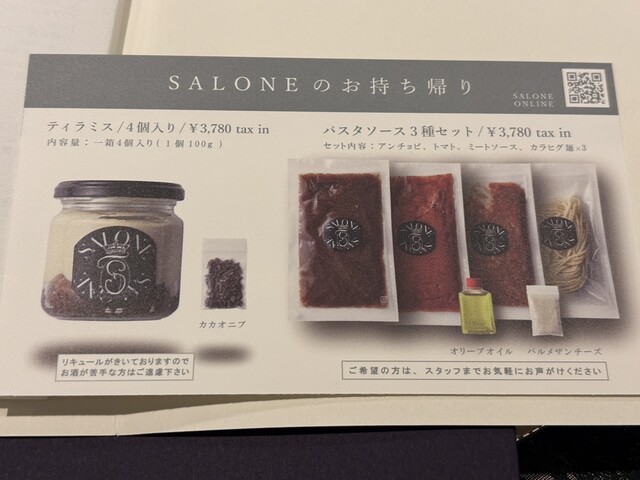 SALONEのお持ち帰り
SALONE
ONLINE
ティラミス/4個入り/¥3,780 tax in
内容量：一箱4個入り(1個100g)
パスタソース3種セット/¥3,780 tax in
セット内容：アンチョビ、トマト、ミートソース、カラヒグ麺×3
SALONE
カカオニブ
オリーブオイル
パルメザンチーズ
リキュールがきいておりますので
お酒が苦手な方はご遠慮下さい
ご希望の方は、スタッフまでお気軽にお声がけください